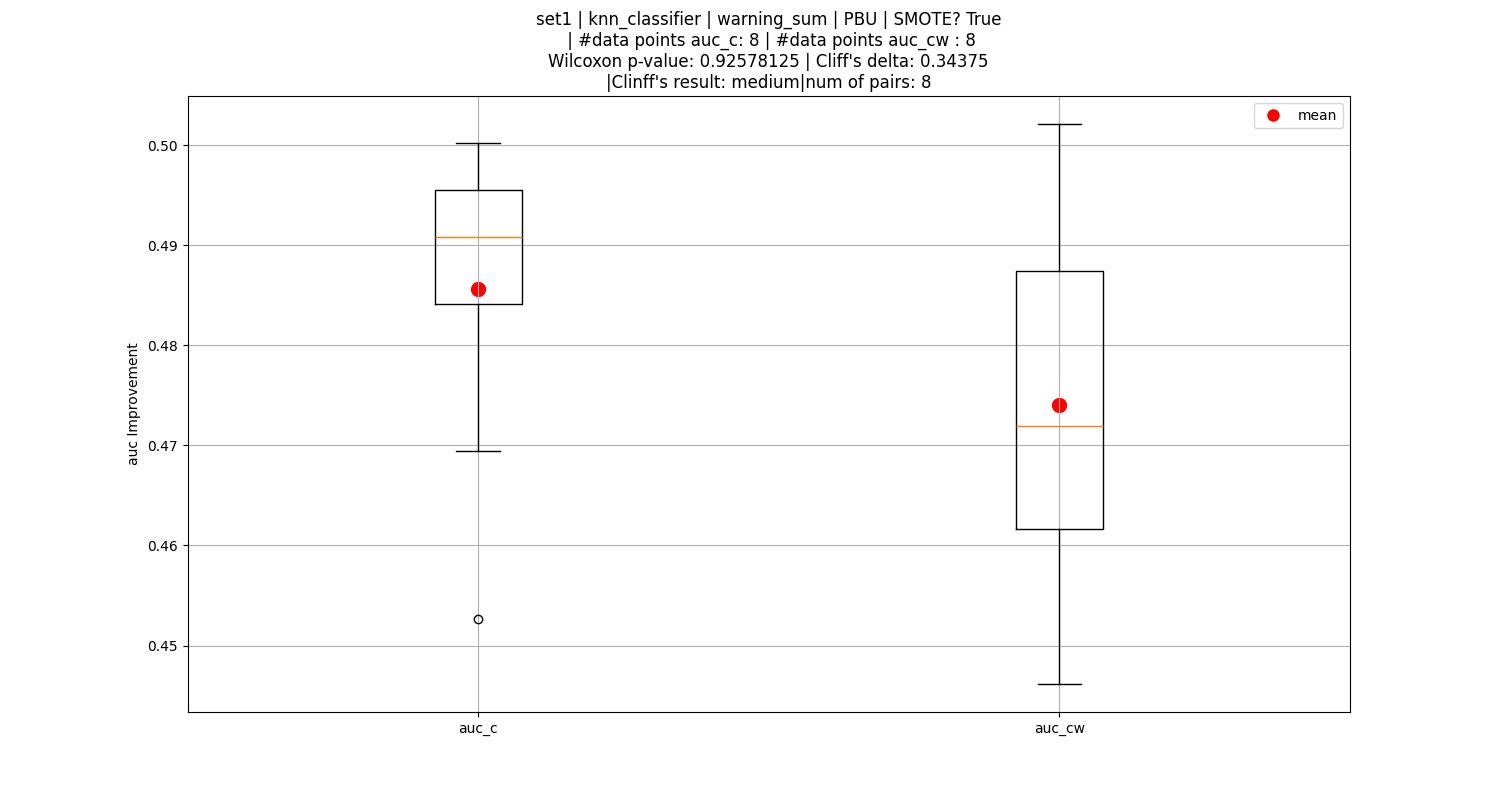 set1 | knn_classifier | warning_sum | PBU | SMOTE? True
| #data points auc_c: 8 | #data points auc_cw : 8
Wilcoxon p-value: 0.92578125 | Cliff's delta: 0.34375
|Clinff's result: medium|num of pairs: 8
mean
0.50
0.49
0.48
0.47
0.46
0.45
auc Improvement
auc_c
auc_cw